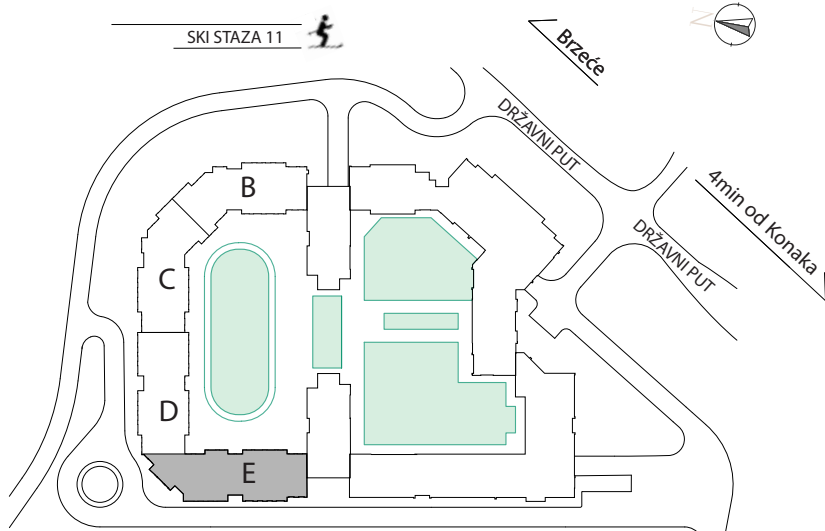 SKI STAZA 11
N
Brzeće
DRŽAVNI PUT
4min od Konaka
DRŽAVNI PUT
B
C
D
E